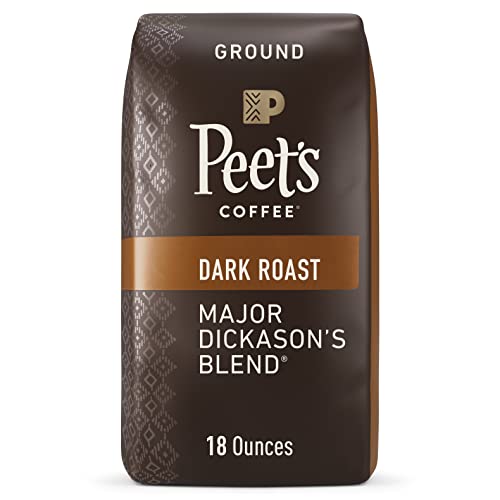 GROUND
P
Peet's
COFFEE®
DARK ROAST
MAJOR
DICKASON'S
BLEND®
18 Ounces